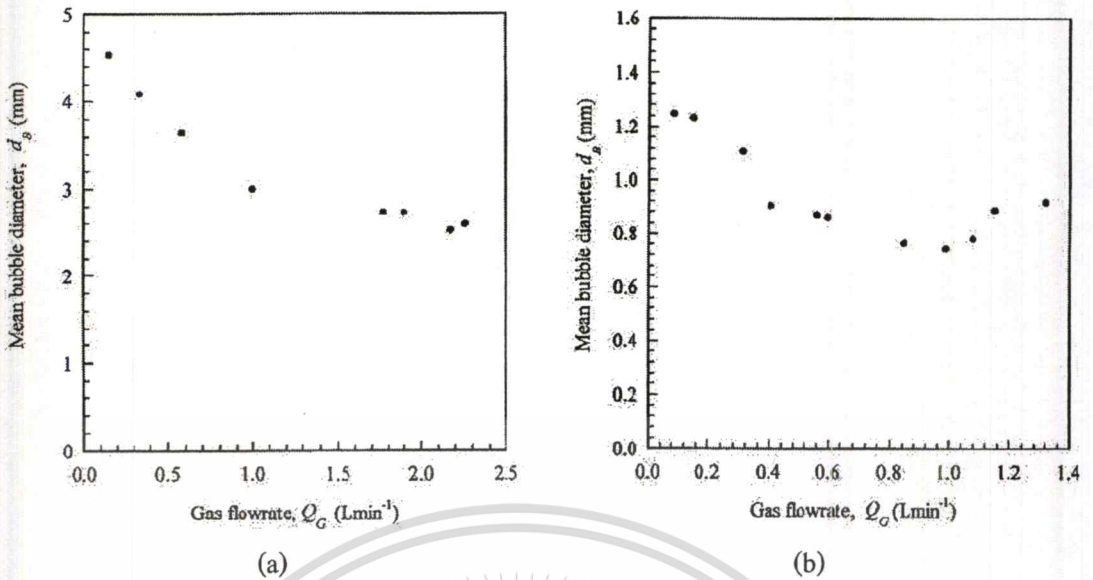 5
4
3
2
1
0
0.0 0.5 1.0 1.5 2.0 2.5
Mean bubble diameter, d_B (mm)
Gas flowrate, Q_G (Lmin⁻¹)
(a)
1.6
1.4
1.2
1.0
0.8
0.6
0.4
0.2
0.0
0.0 0.2 0.4 0.6 0.8 1.0 1.2 1.4
Mean bubble diameter, d_B (mm)
Gas flowrate, Q_G (Lmin⁻¹)
(b)